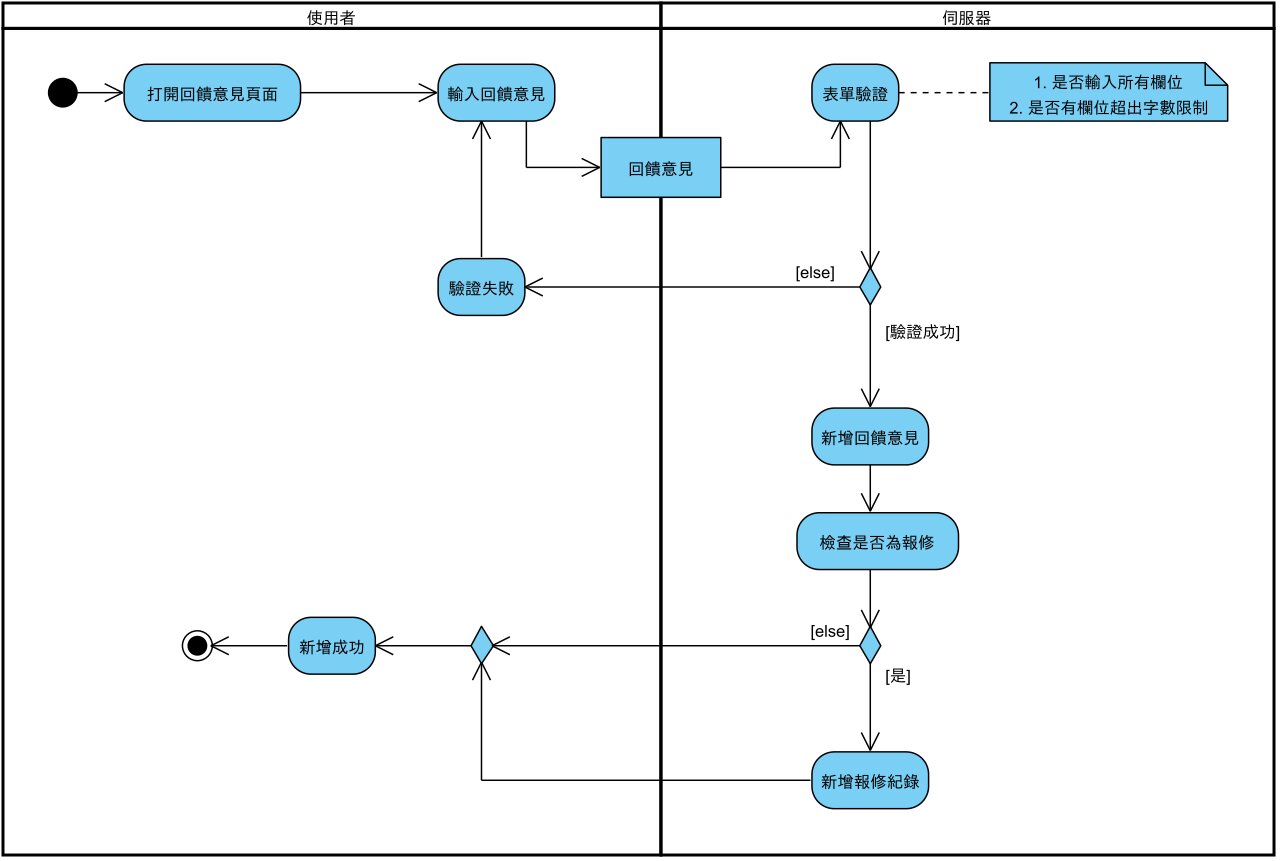 使用者
伺服器
打開回饋意見頁面
輸入回饋意見
表單驗證
1. 是否輸入所有欄位
2. 是否有欄位超出字數限制
回饋意見
[else]
驗證失敗
[驗證成功]
新增回饋意見
檢查是否為報修
[else]
新增成功
[是]
新增報修紀錄